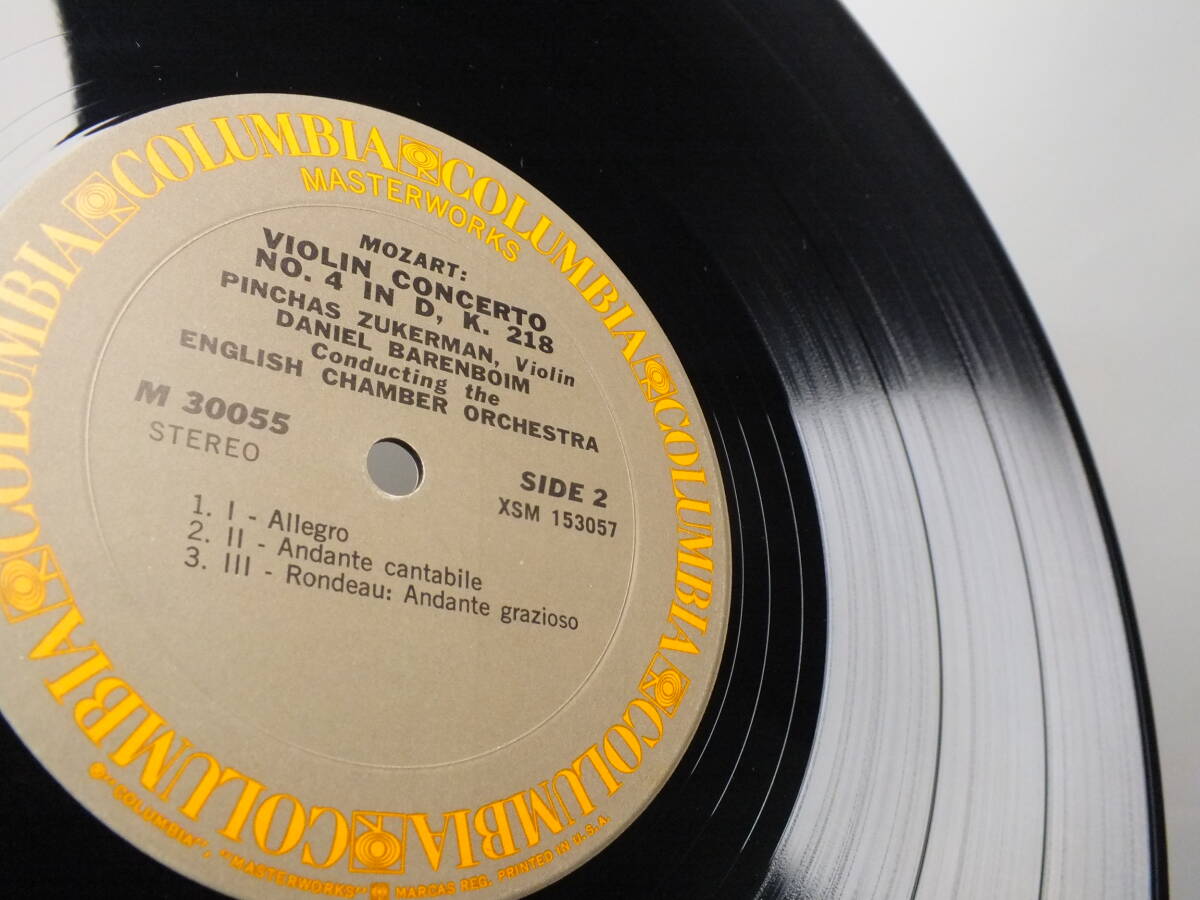 COLUMBIA COLUMBIA COLUMBIA COLUMBIA COLUMBIA COLUMBIA COLUMBIA COLUMBIA
MASTERWORKS
MOZART:
VIOLIN CONCERTO
NO. 4 IN D, K. 218
PINCHAS ZUKERMAN, Violin
DANIEL BARENBOIM
Conducting the
ENGLISH CHAMBER ORCHESTRA
M 30055
STEREO
SIDE 2
XSM 153057
1. I - Allegro
2. II - Andante cantabile
3. III - Rondeau: Andante grazioso
"COLUMBIA", "MASTERWORKS" MARCAS REG. PRINTED IN U.S.A.